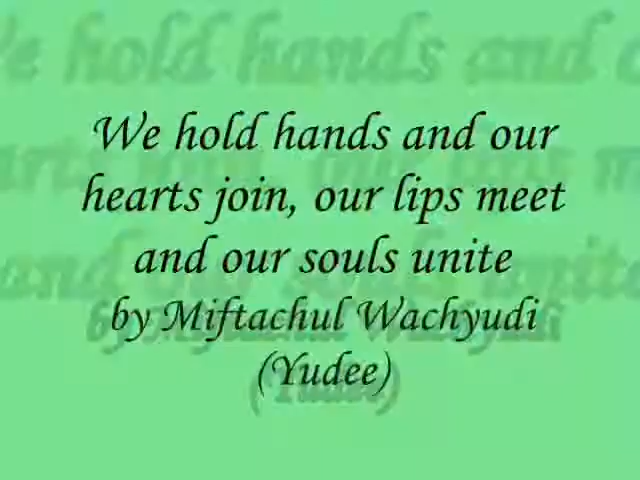 We hold hands and our
hearts join, our lips meet
and our souls unite
by Miftachul Wachyudi
(Yudee)